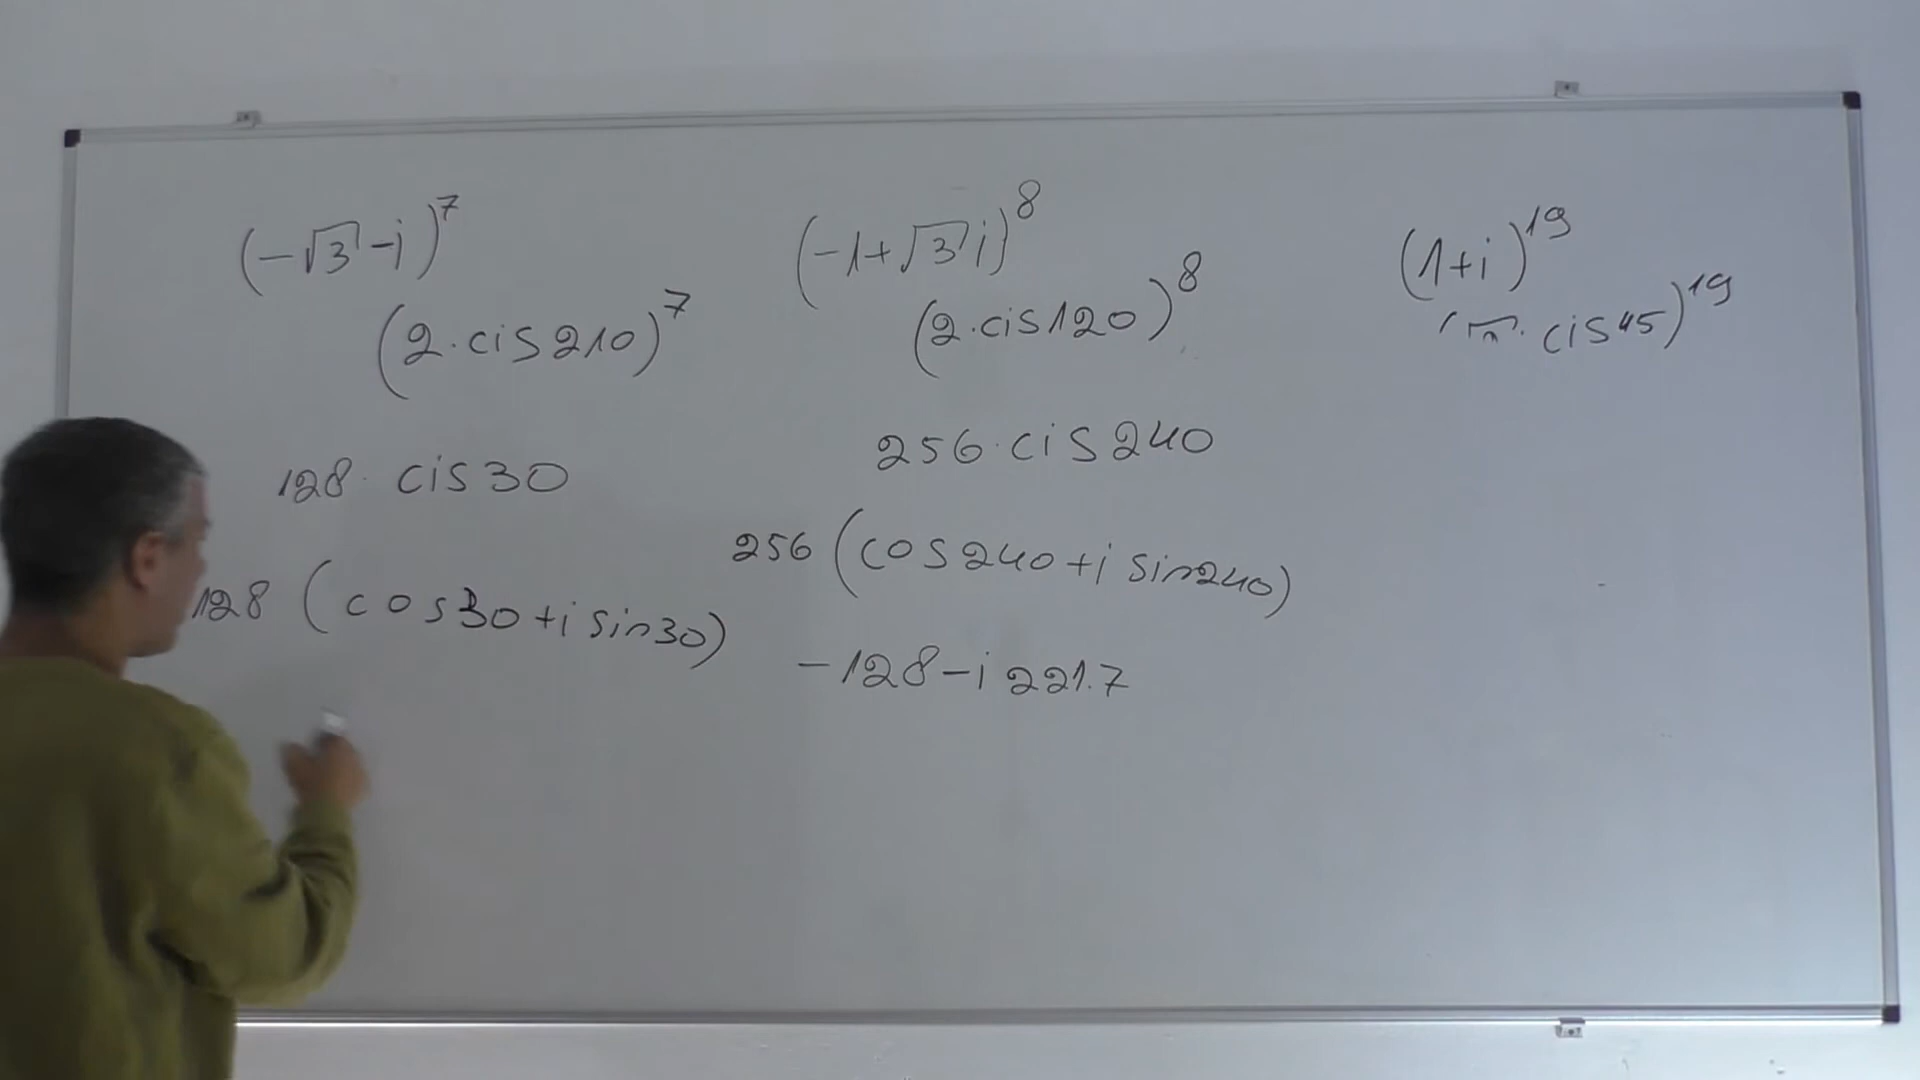 (-√3-i)^7
(2·cis210)^7
128· cis30
128 (cos30+i sin30)
(-1+√3 i)^8
(2·cis120)^8
256·cis240
256 (cos240+i sin240)
-128-i 221.7
(1+i)^19
cis45)^19